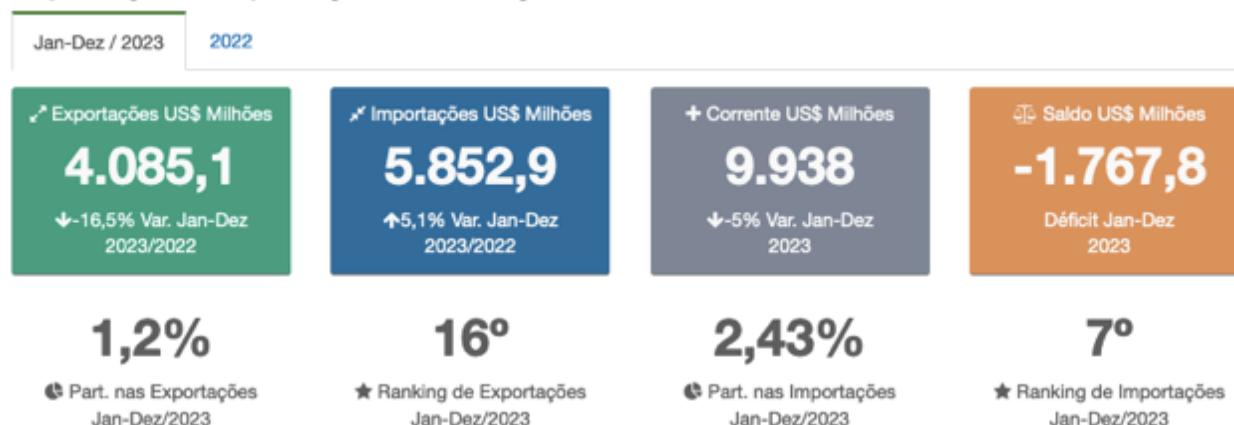 Jan-Dez / 2023
2022
Exportações US$ Milhões
4.085,1
-16,5% Var. Jan-Dez
2023/2022
Importações US$ Milhões
5.852,9
5,1% Var. Jan-Dez
2023/2022
Corrente US$ Milhões
9.938
-5% Var. Jan-Dez
2023
Saldo US$ Milhões
-1.767,8
Déficit Jan-Dez
2023
1,2%
Part. nas Exportações
Jan-Dez/2023
16º
Ranking de Exportações
Jan-Dez/2023
2,43%
Part. nas Importações
Jan-Dez/2023
7º
Ranking de Importações
Jan-Dez/2023